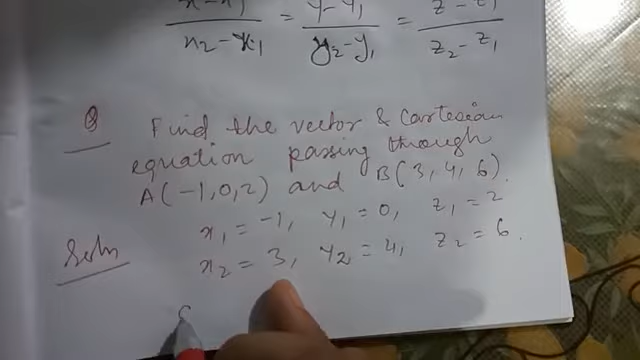 x - x₁ / x₂ - x₁ = y - y₁ / y₂ - y₁ = z - z₁ / z₂ - z₁
Q Find the vector & cartesian
equation passing through
A(-1,0,2) and B(3,4,6).
Soln x₁ = -1, y₁ = 0, z₁ = 2
x₂ = 3, y₂ = 4, z₂ = 6.